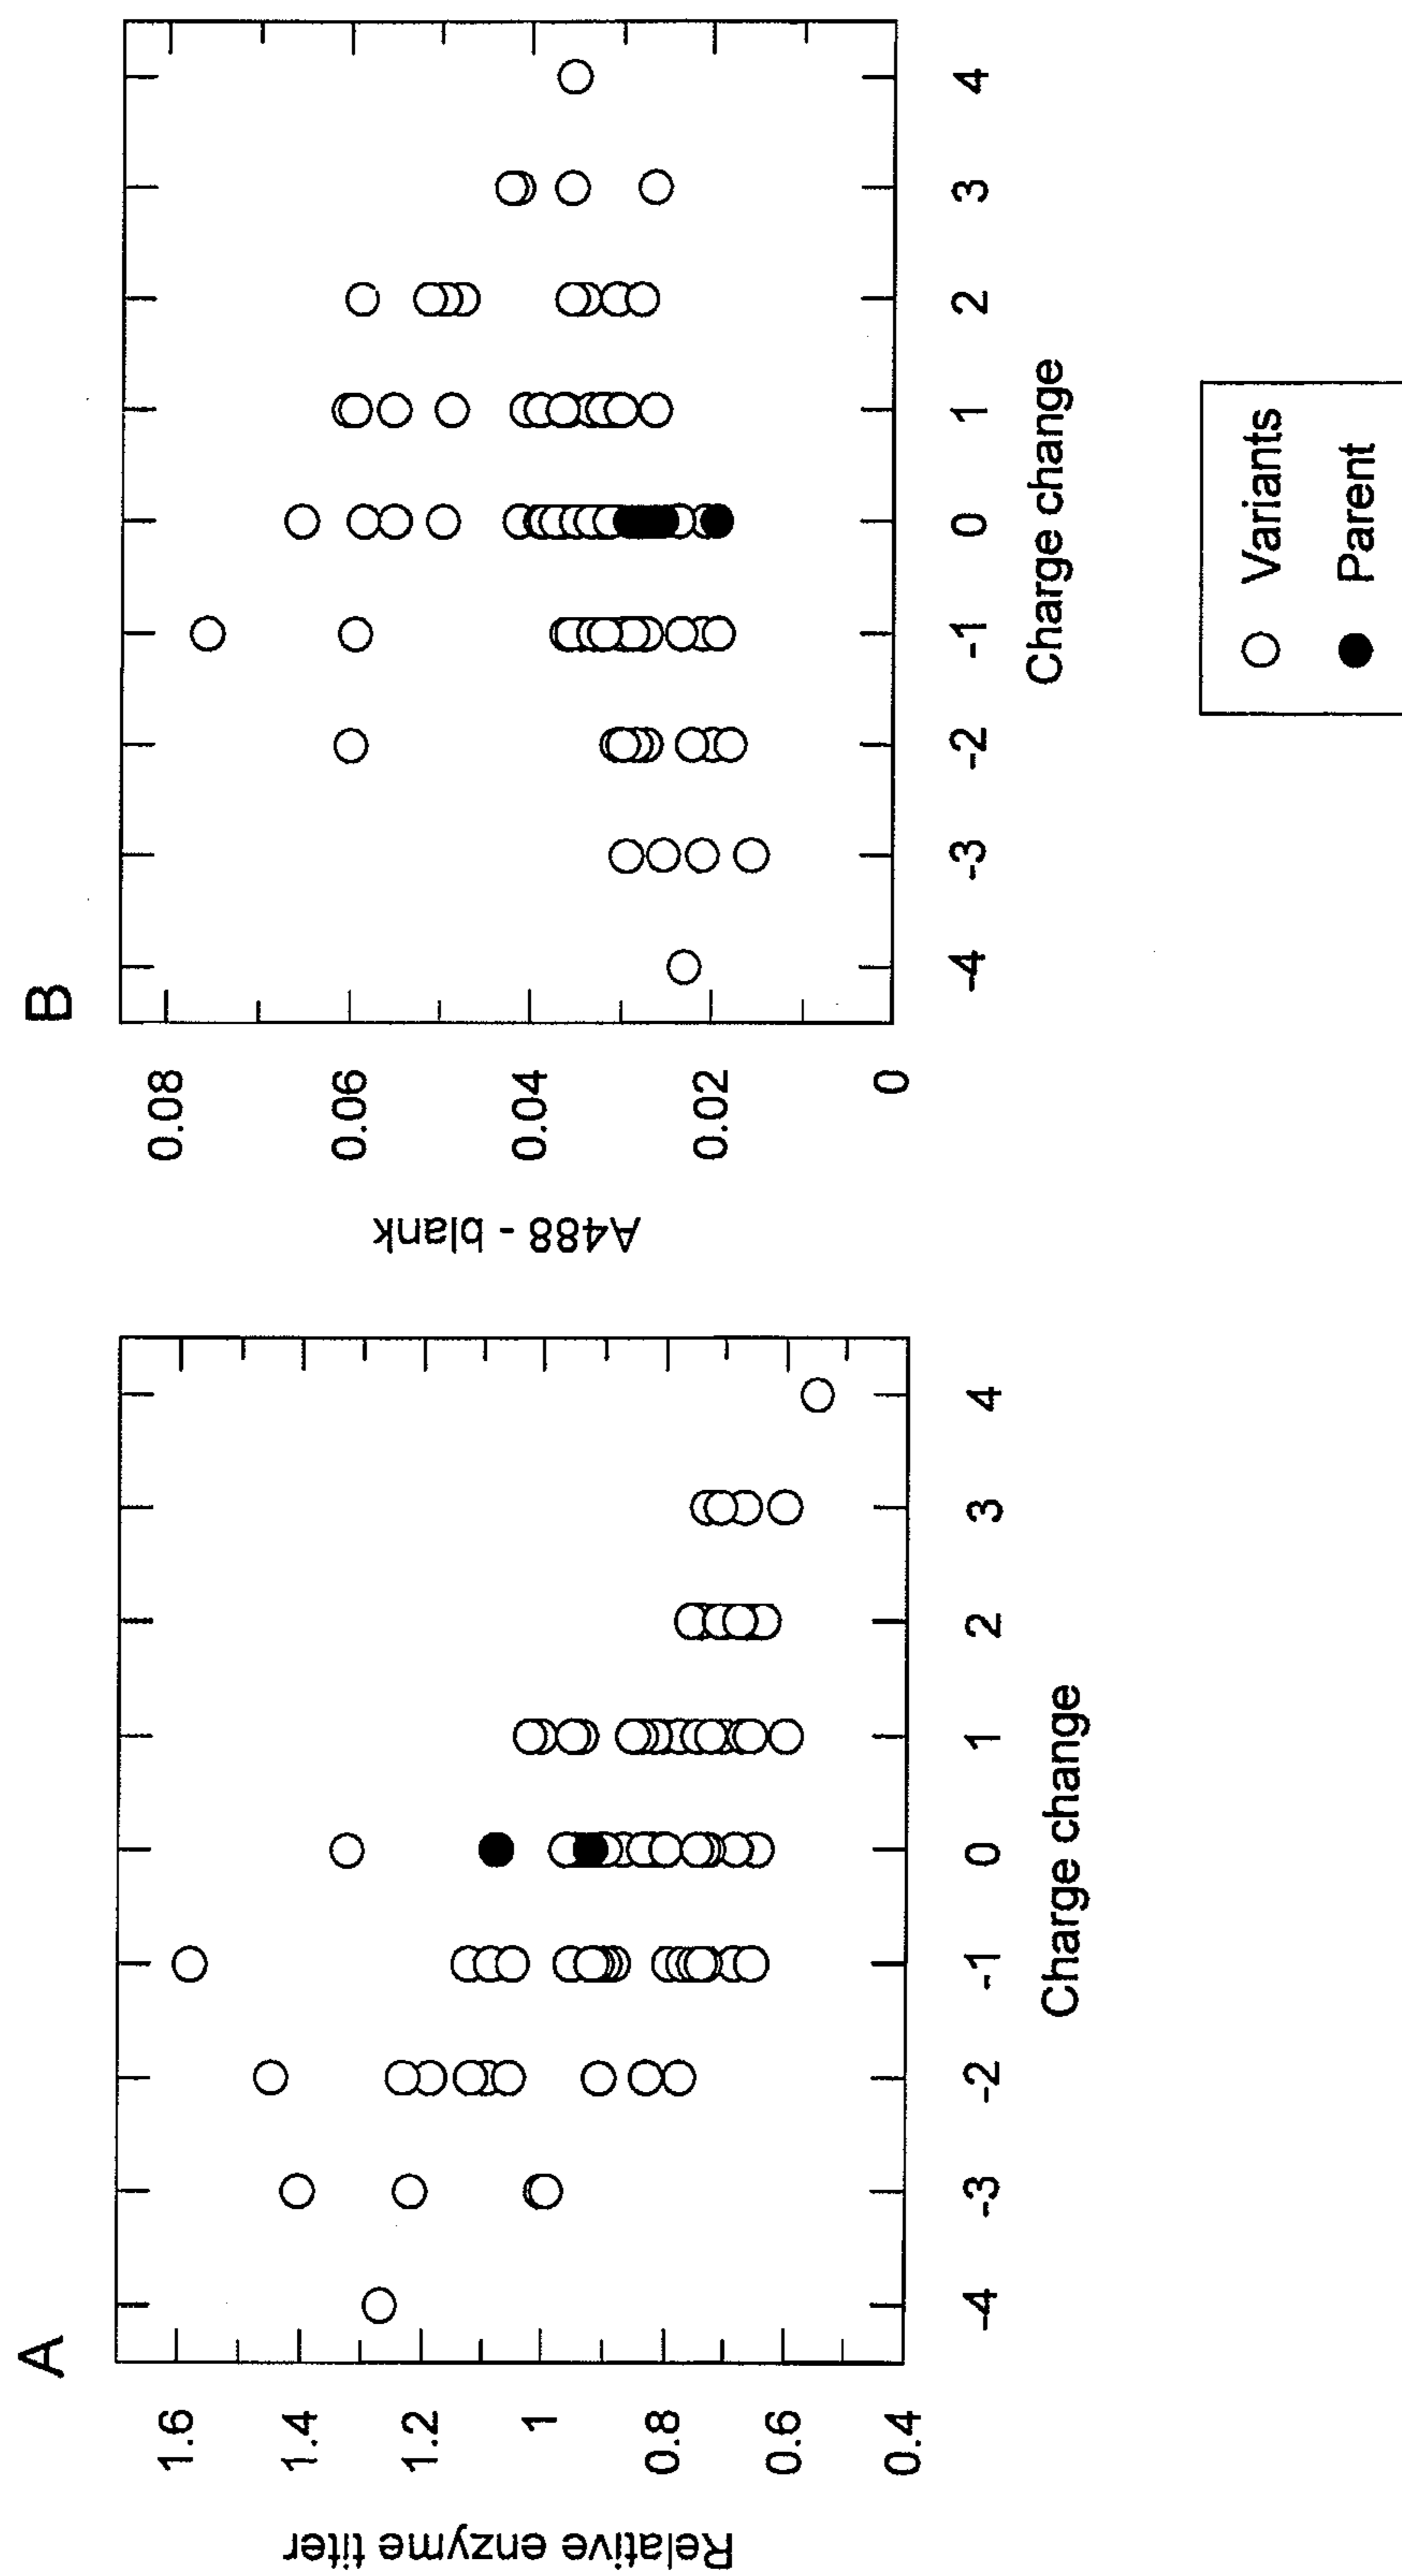 A
Relative enzyme titer
1.6
1.4
1.2
1
0.8
0.6
0.4
-4 -3 -2 -1 0 1 2 3 4
Charge change
B
A488 - blank
0.08
0.06
0.04
0.02
0
-4 -3 -2 -1 0 1 2 3 4
Charge change
Variants
Parent